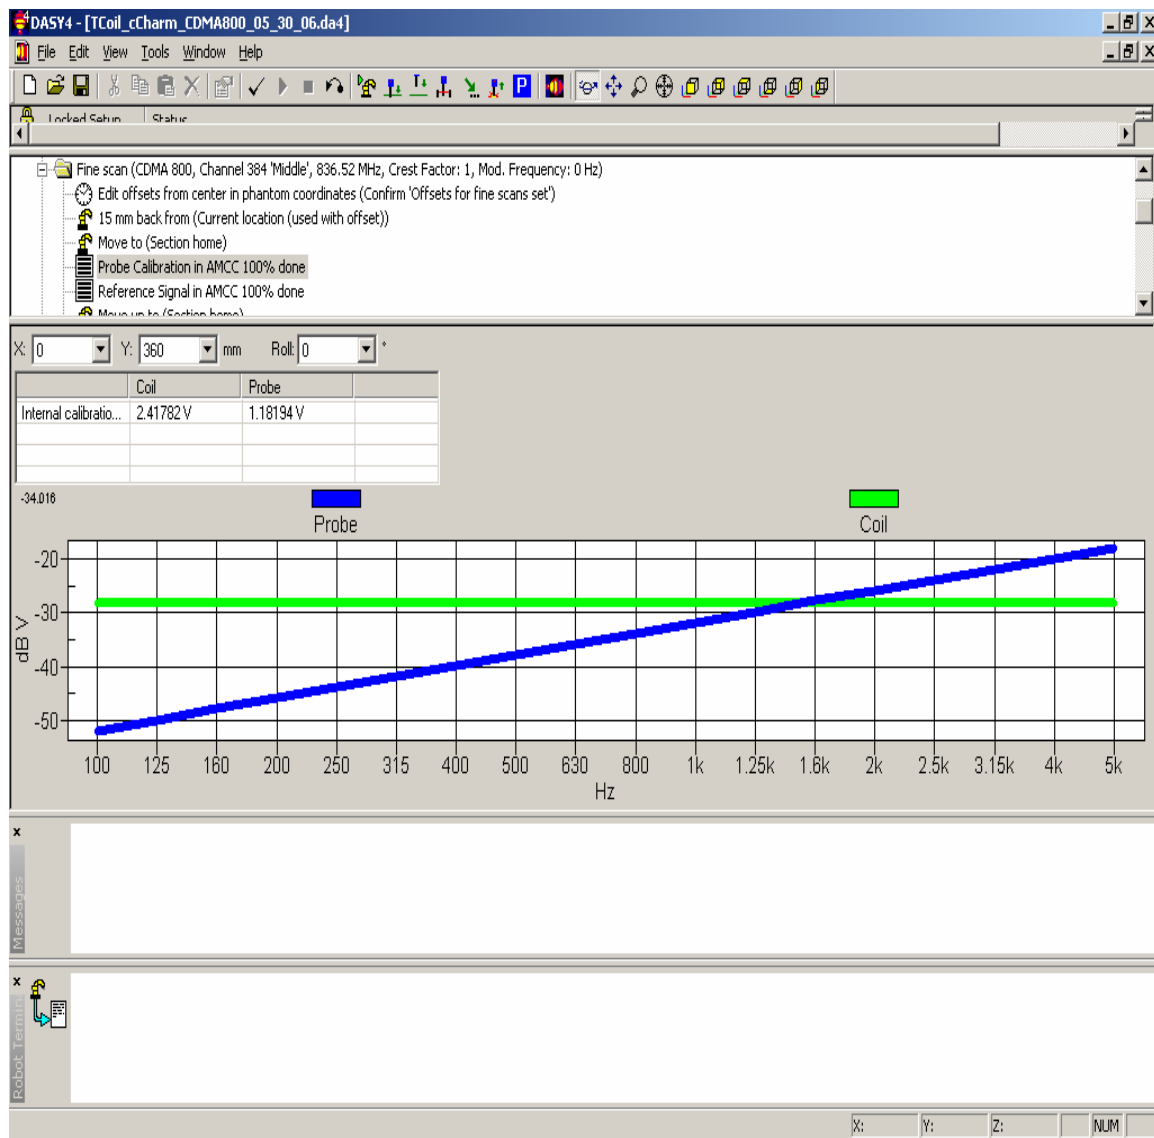 DASY4 - [TCoil_cCharm_CDMA800_05_30_06.da4]
File Edit View Tools Window Help
P
Locked Setup Status
Fine scan (CDMA 800, Channel 384 'Middle', 836.52 MHz, Crest Factor: 1, Mod. Frequency: 0 Hz)
Edit offsets from center in phantom coordinates (Confirm 'Offsets for fine scans set')
15 mm back from (Current location (used with offset))
Move to (Section home)
Probe Calibration in AMCC 100% done
Reference Signal in AMCC 100% done
Move up to (Section home)
X: 0 Y: 360 mm Roll: 0 °
Coil Probe
Internal calibratio... 2.41782 V 1.18194 V
-34.016
Probe Coil
-20
-30
-40
-50
dB V
100 125 160 200 250 315 400 500 630 800 1k 1.25k 1.6k 2k 2.5k 3.15k 4k 5k
Hz
x
Messages
x
Robot Termin.
X: Y: Z: NUM